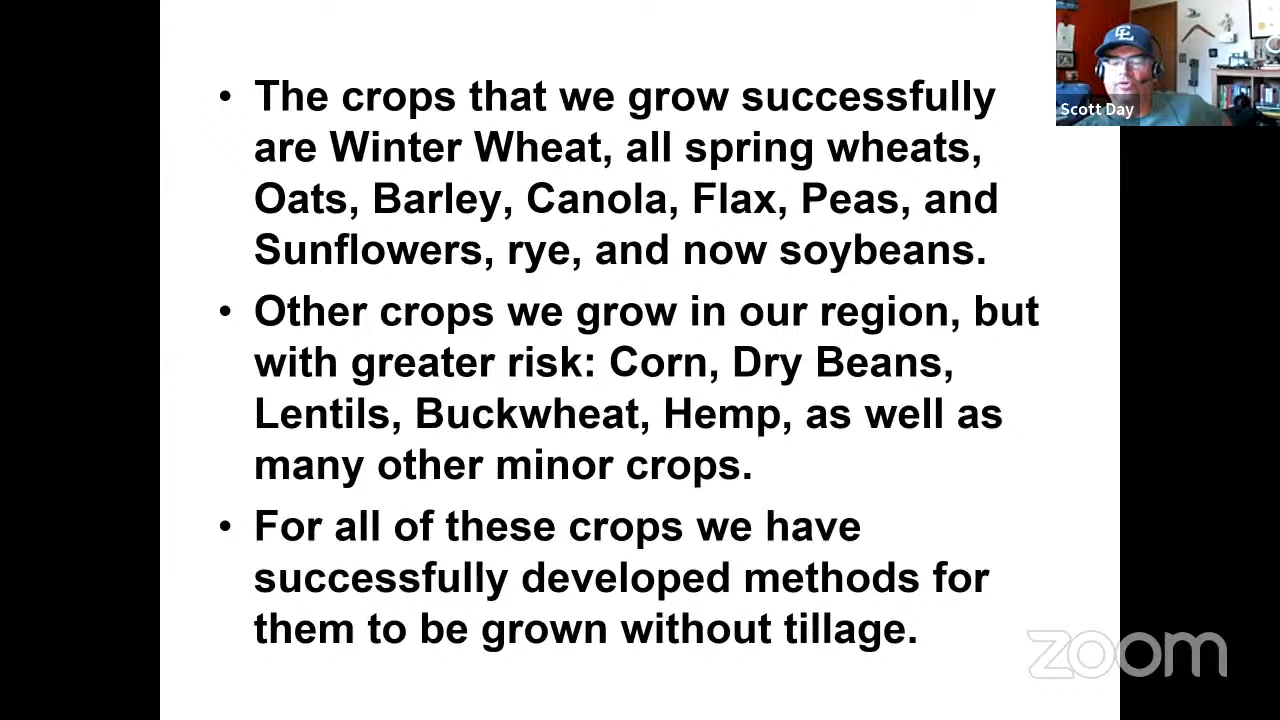 • The crops that we grow successfully
are Winter Wheat, all spring wheats,
Oats, Barley, Canola, Flax, Peas, and
Sunflowers, rye, and now soybeans.
• Other crops we grow in our region, but
with greater risk: Corn, Dry Beans,
Lentils, Buckwheat, Hemp, as well as
many other minor crops.
• For all of these crops we have
successfully developed methods for
them to be grown without tillage.
Scott Day
zoom